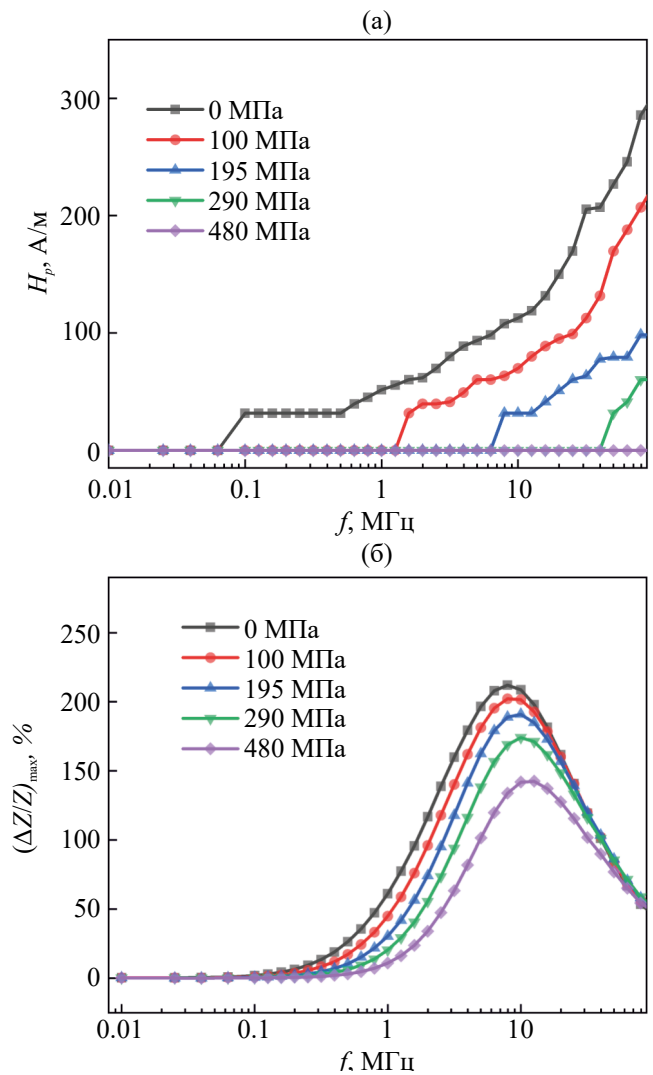 (а)
300
200
100
0
H_p, А/м
0 МПа
100 МПа
195 МПа
290 МПа
480 МПа
0.01 0.1 1 10
f, МГц
(б)
250
200
150
100
50
0
(ΔZ/Z)_max, %
0 МПа
100 МПа
195 МПа
290 МПа
480 МПа
0.01 0.1 1 10
f, МГц